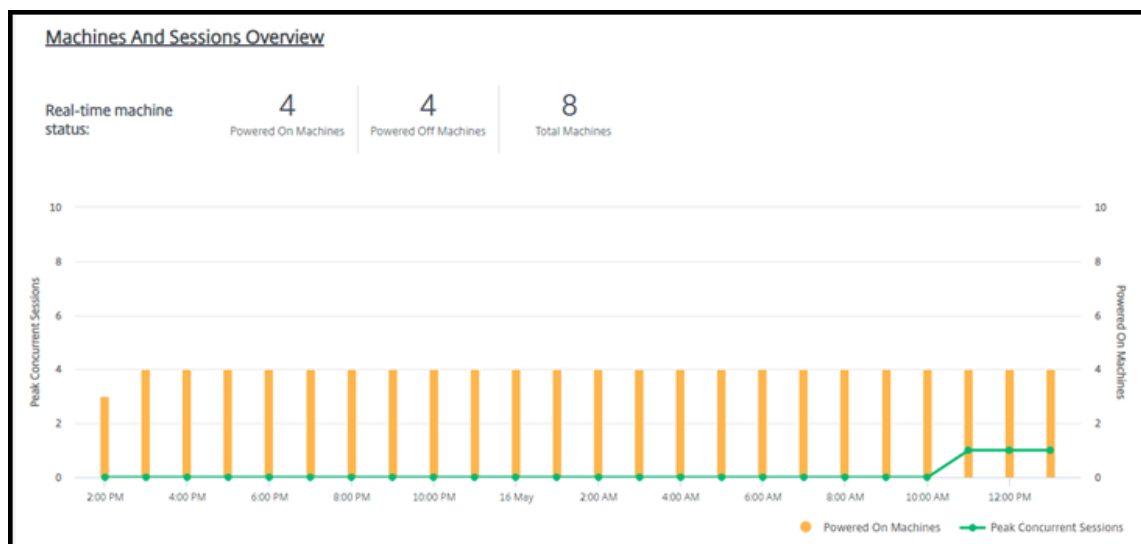 Machines And Sessions Overview
Real-time machine
status:
4
Powered On Machines
4
Powered Off Machines
8
Total Machines
10
8
6
4
2
0
Peak Concurrent Sessions
10
8
6
4
2
0
Powered On Machines
2:00 PM
4:00 PM
6:00 PM
8:00 PM
10:00 PM
16 May
2:00 AM
4:00 AM
6:00 AM
8:00 AM
10:00 AM
12:00 PM
Powered On Machines
Peak Concurrent Sessions